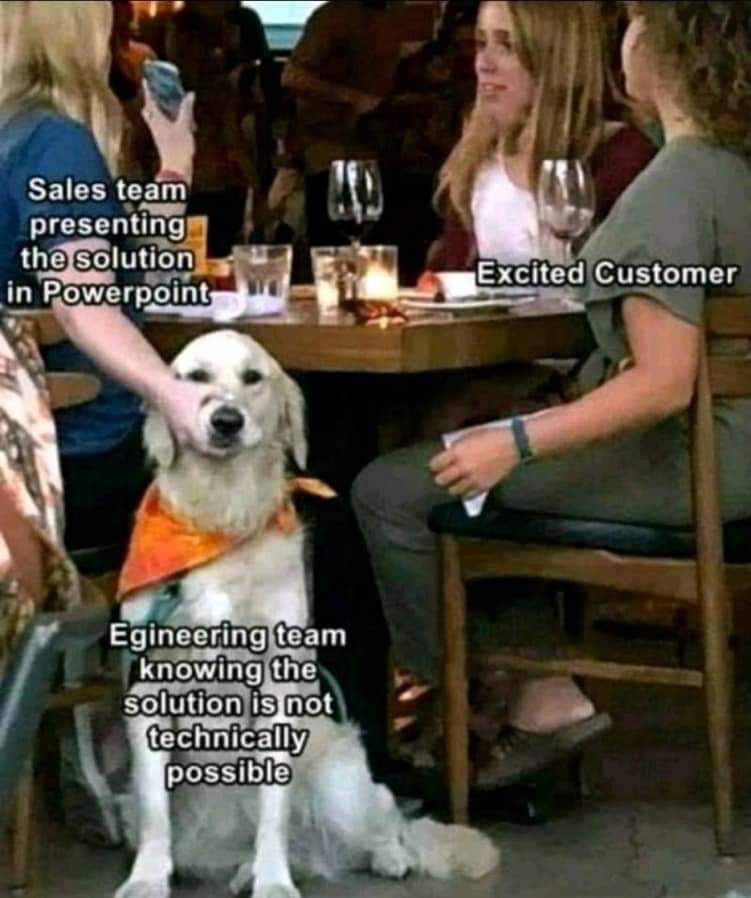 Sales team
presenting
the solution
in Powerpoint
Excited Customer
Egineering team
knowing the
solution is not
technically
possible